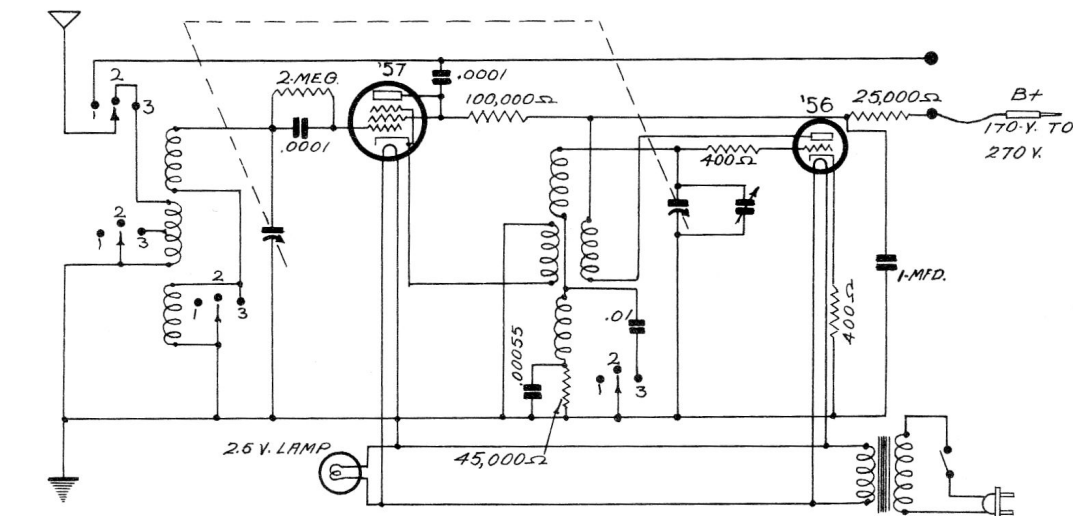 '57
.0001
2-MEG.
.0001
100,000Ω
'56
25,000Ω
B+
170-V. TO
270 V.
1 2 3
1 2 3
1 2 3
400Ω
1-MFD.
400Ω
.01
.00055
1 2 3
45,000Ω
2.5 V. LAMP